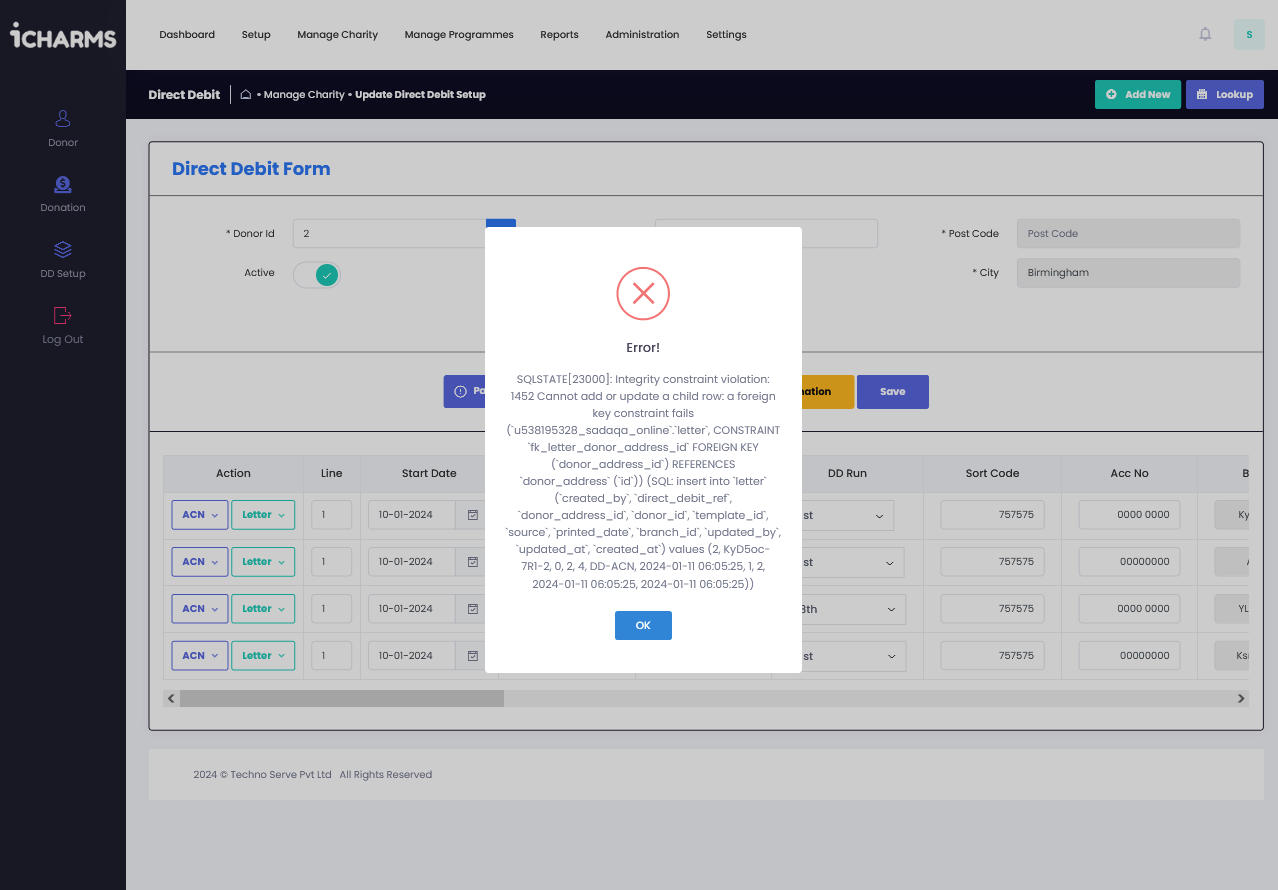 iCHARMS
Dashboard Setup Manage Charity Manage Programmes Reports Administration Settings S
Direct Debit • Manage Charity • Update Direct Debit Setup Add New Lookup
Donor
Donation
DD Setup
Log Out
Direct Debit Form
* Donor Id 2 * Post Code Post Code
Active * City Birmingham
Save
Error!
SQLSTATE[23000]: Integrity constraint violation:
1452 Cannot add or update a child row: a foreign
key constraint fails
(`u538195328_sadaqa_online`.`letter`, CONSTRAINT
`fk_letter_donor_address_id` FOREIGN KEY
(`donor_address_id`) REFERENCES
`donor_address` (`id`)) (SQL: insert into `letter`
(`created_by`, `direct_debit_ref`,
`donor_address_id`, `donor_id`, `template_id`,
`source`, `printed_date`, `branch_id`, `updated_by`,
`updated_at`, `created_at`) values (2, KyD5oc-
7R1-2, 0, 2, 4, DD-ACN, 2024-01-11 06:05:25, 1, 2,
2024-01-11 06:05:25, 2024-01-11 06:05:25))
OK
Action Line Start Date DD Run Sort Code Acc No B
ACN Letter 1 10-01-2024 st 757575 0000 0000 Ky
ACN Letter 1 10-01-2024 st 757575 00000000
ACN Letter 1 10-01-2024 8th 757575 0000 0000 YL
ACN Letter 1 10-01-2024 st 757575 00000000
2024 © Techno Serve Pvt Ltd All Rights Reserved